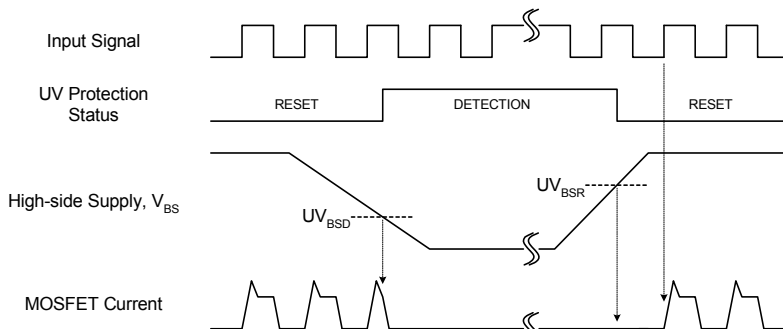 Input Signal
UV Protection
Status
RESET
DETECTION
RESET
High-side Supply, V_BS
UV_BSD
UV_BSR
MOSFET Current